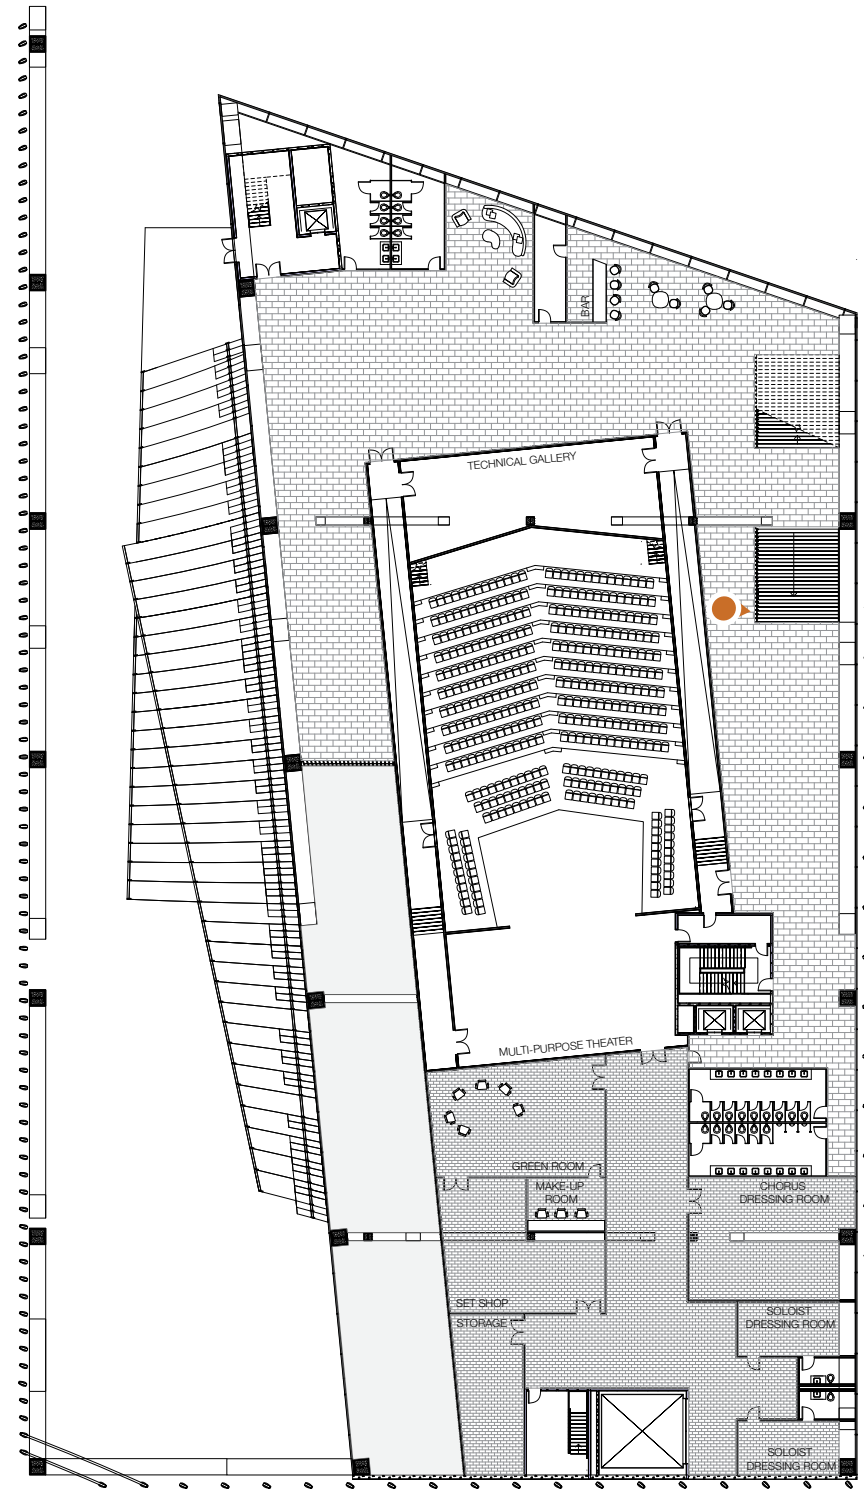 BAR
TECHNICAL GALLERY
MULTI-PURPOSE THEATER
GREEN ROOM
MAKE-UP
ROOM
CHORUS
DRESSING ROOM
SET SHOP
STORAGE
SOLOIST
DRESSING ROOM
SOLOIST
DRESSING ROOM